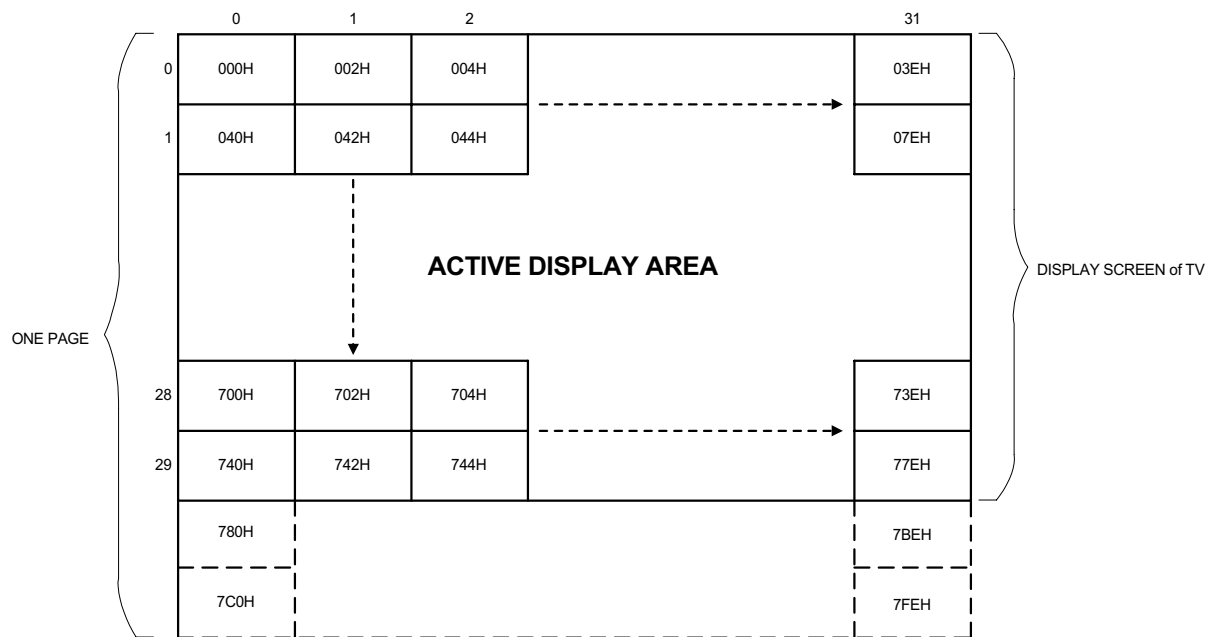 0 1 2 31
0 000H 002H 004H 03EH
1 040H 042H 044H 07EH
ACTIVE DISPLAY AREA
DISPLAY SCREEN of TV
ONE PAGE
28 700H 702H 704H 73EH
29 740H 742H 744H 77EH
780H 7BEH
7C0H 7FEH